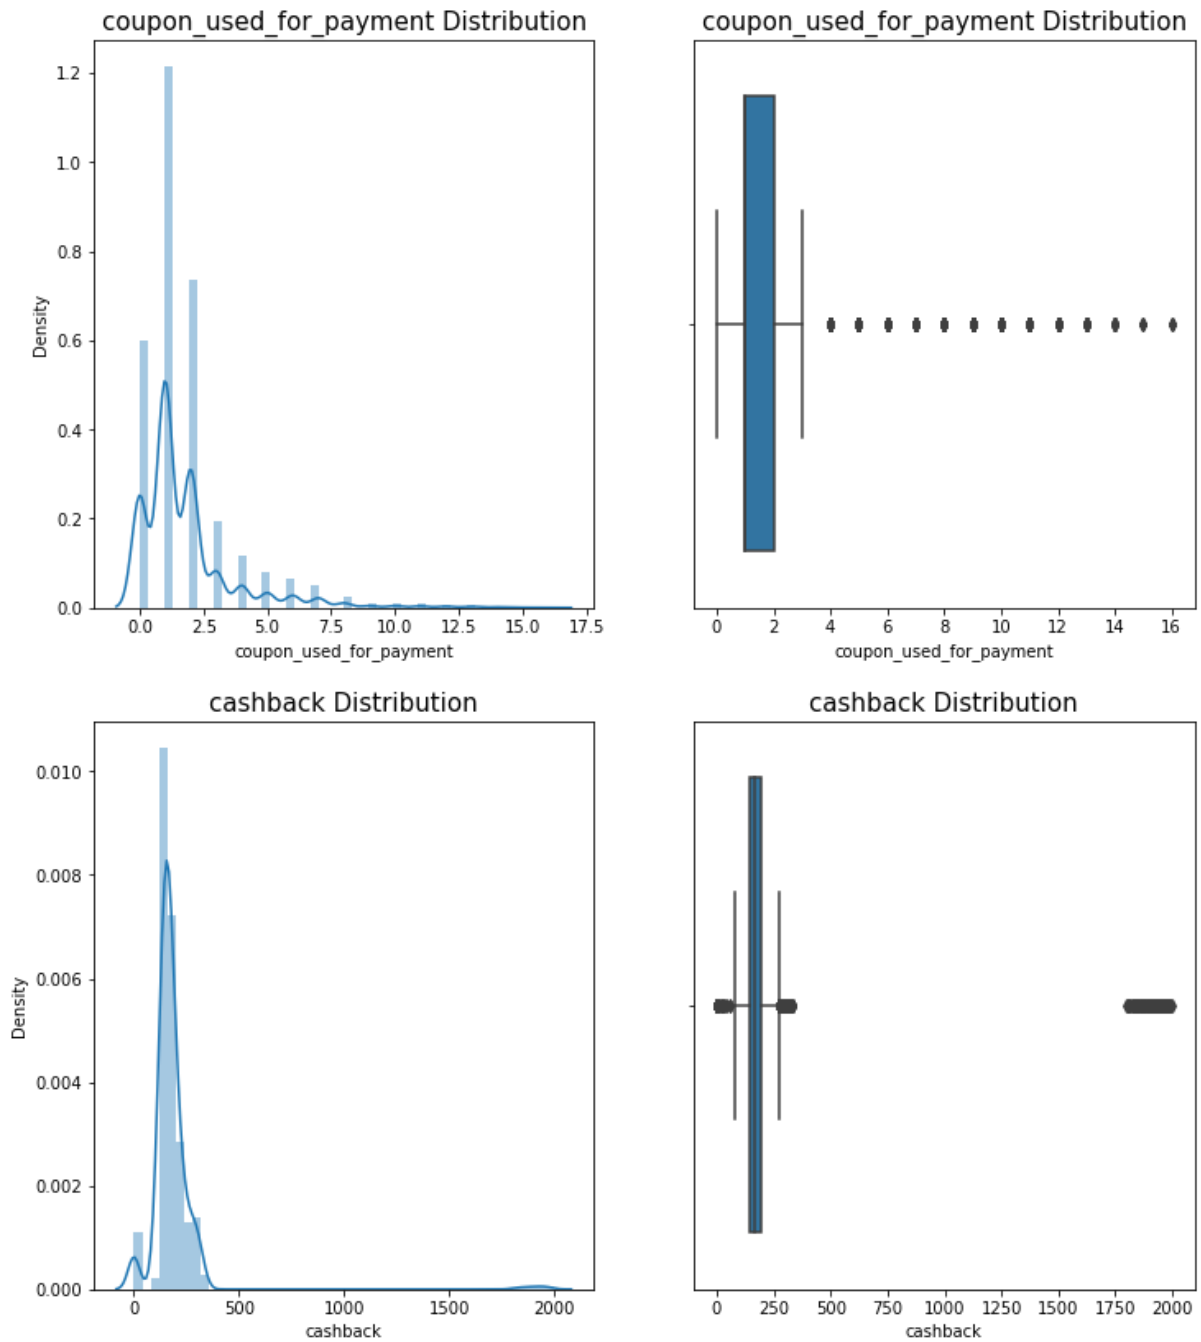 coupon_used_for_payment Distribution
1.2
1.0
0.8
0.6
0.4
0.2
0.0
Density
0.0 2.5 5.0 7.5 10.0 12.5 15.0 17.5
coupon_used_for_payment
coupon_used_for_payment Distribution
0 2 4 6 8 10 12 14 16
coupon_used_for_payment
cashback Distribution
0.010
0.008
0.006
0.004
0.002
0.000
Density
0 500 1000 1500 2000
cashback
cashback Distribution
0 250 500 750 1000 1250 1500 1750 2000
cashback